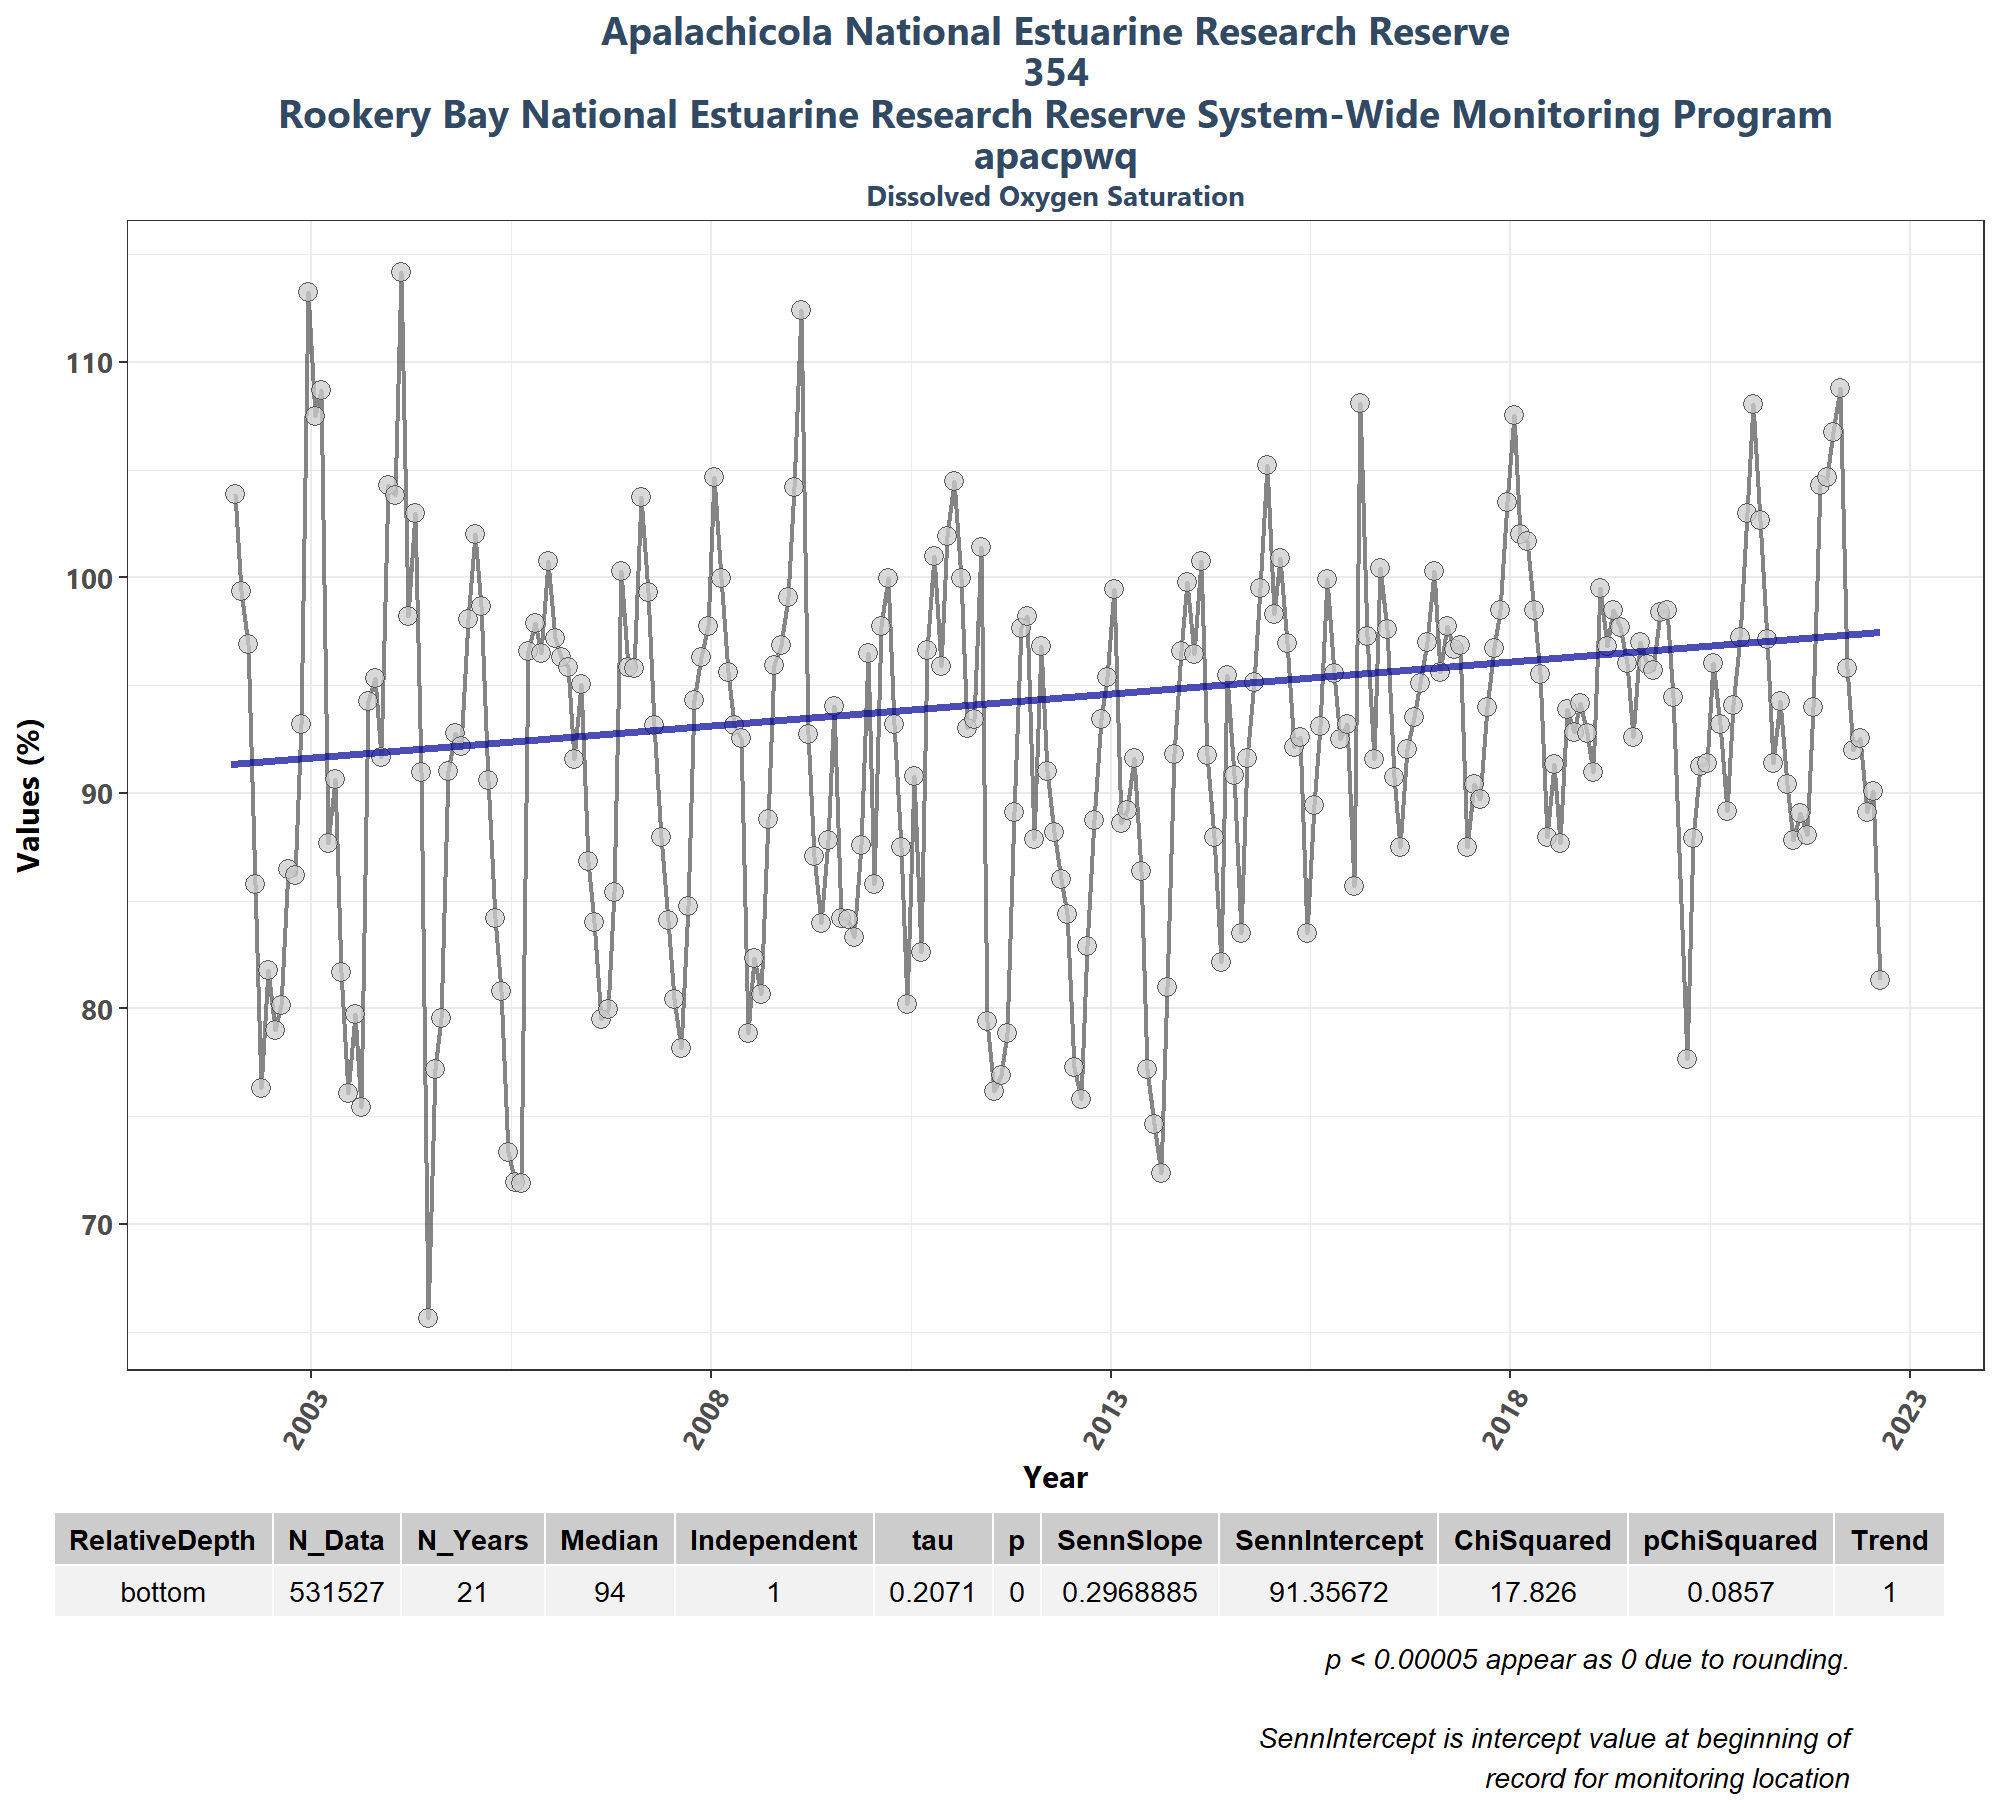 Apalachicola National Estuarine Research Reserve
354
Rookery Bay National Estuarine Research Reserve System-Wide Monitoring Program
apacpwq
Dissolved Oxygen Saturation
Values (%)
110
100
90
80
70
2003 2008 2013 2018 2023
Year
RelativeDepth N_Data N_Years Median Independent tau p SennSlope SennIntercept ChiSquared pChiSquared Trend
bottom 531527 21 94 1 0.2071 0 0.2968885 91.35672 17.826 0.0857 1
p < 0.00005 appear as 0 due to rounding.
SennIntercept is intercept value at beginning of
record for monitoring location